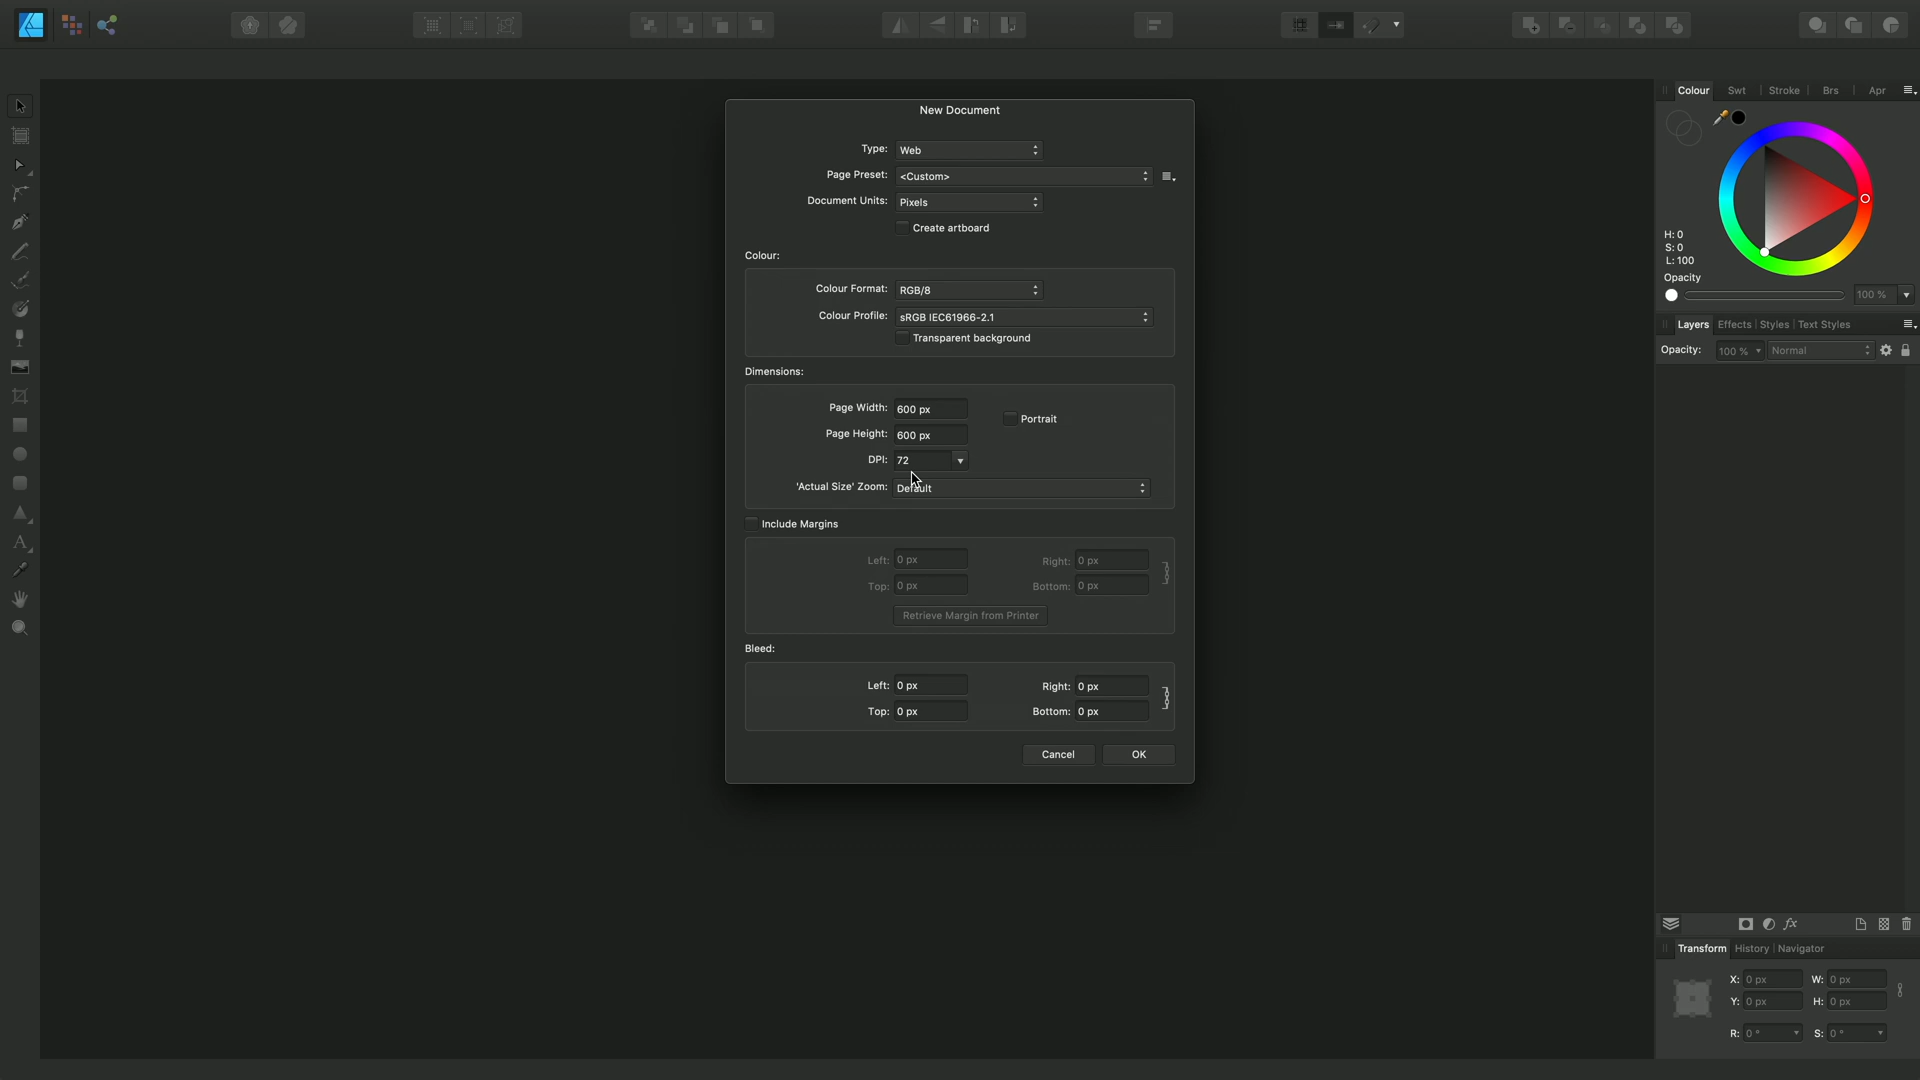 New Document
Type: Web
Page Preset: <Custom>
Document Units: Pixels
Create artboard
Colour:
Colour Format: RGB/8
Colour Profile: sRGB IEC61966-2.1
Transparent background
Dimensions:
Page Width: 600 px
Portrait
Page Height: 600 px
DPI: 72
'Actual Size' Zoom: Default
Include Margins
Left: 0 px Right: 0 px
Top: 0 px Bottom: 0 px
Retrieve Margin from Printer
Bleed:
Left: 0 px Right: 0 px
Top: 0 px Bottom: 0 px
Cancel OK
Colour Swt Stroke Brs Apr
H: 0
S: 0
L: 100
Opacity
100 %
Layers Effects Styles Text Styles
Opacity: 100 % Normal
fx
Transform History Navigator
X: 0 px W: 0 px
Y: 0 px H: 0 px
R: 0 ° S: 0 °
A